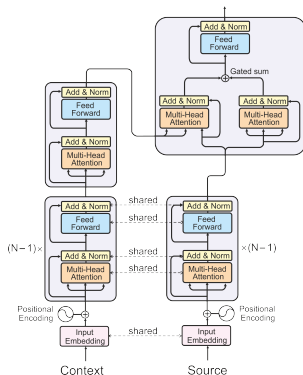 Add & Norm
Feed
Forward
Gated sum
Add & Norm
Add & Norm
Multi-Head
Attention
Multi-Head
Attention
Add & Norm
Feed
Forward
Add & Norm
Multi-Head
Attention
shared
Add & Norm
Add & Norm
shared
Feed
Forward
Feed
Forward
(N−1)×
×(N−1)
shared
Add & Norm
Add & Norm
shared
Multi-Head
Attention
Multi-Head
Attention
Positional
Encoding
Positional
Encoding
shared
Input
Embedding
Input
Embedding
Context
Source